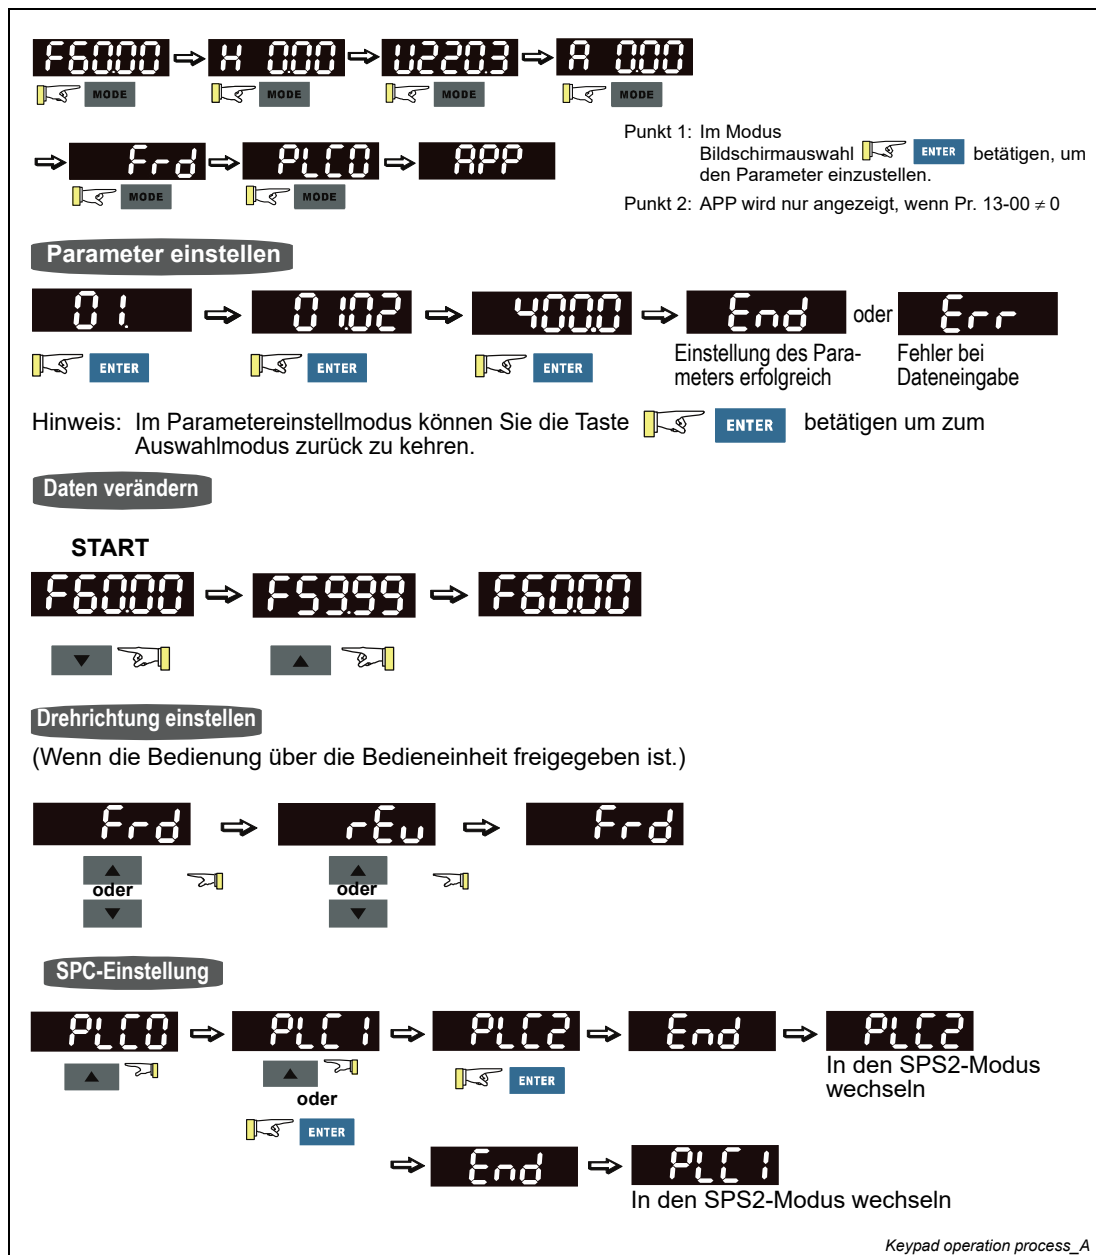 F60.00 H 0.00 U220.3 A 0.00
MODE MODE MODE MODE
Frd PLC0 APP
MODE MODE
Punkt 1: Im Modus
Bildschirmauswahl ENTER betätigen, um
den Parameter einzustellen.
Punkt 2: APP wird nur angezeigt, wenn Pr. 13-00 ≠ 0
Parameter einstellen
01. 01.02 400.0 End oder Err
ENTER ENTER ENTER
Einstellung des Para-
meters erfolgreich
Fehler bei
Dateneingabe
Hinweis: Im Parametereinstellmodus können Sie die Taste ENTER betätigen um zum
Auswahlmodus zurück zu kehren.
Daten verändern
START
F60.00 F59.99 F60.00
Drehrichtung einstellen
(Wenn die Bedienung über die Bedieneinheit freigegeben ist.)
Frd rEv Frd
oder oder
SPC-Einstellung
PLC0 PLC1 PLC2 End PLC2
oder
ENTER
ENTER
In den SPS2-Modus
wechseln
End PLC1
In den SPS2-Modus wechseln
Keypad operation process_A